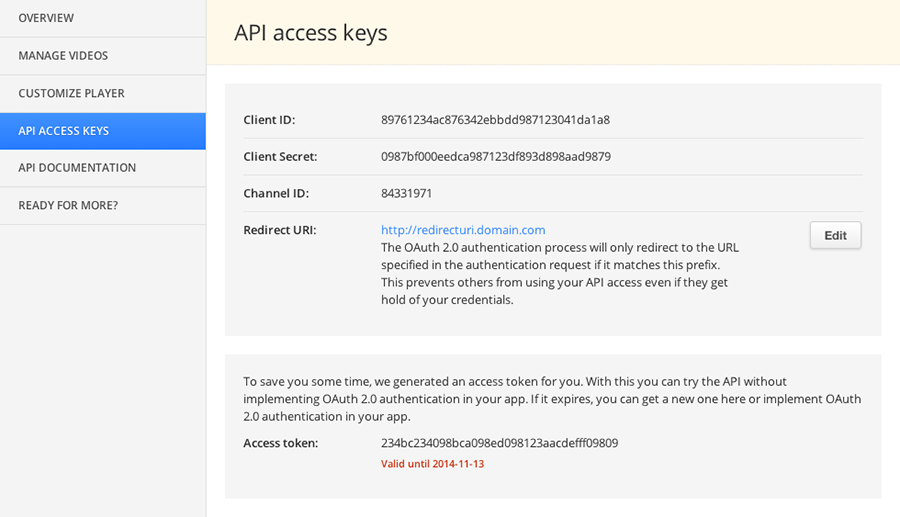 OVERVIEW
MANAGE VIDEOS
CUSTOMIZE PLAYER
API ACCESS KEYS
API DOCUMENTATION
READY FOR MORE?
API access keys
Client ID: 89761234ac876342ebbdd987123041da1a8
Client Secret: 0987bf000eedca987123df893d898aad9879
Channel ID: 84331971
Redirect URI: http://redirecturi.domain.com
Edit
The OAuth 2.0 authentication process will only redirect to the URL
specified in the authentication request if it matches this prefix.
This prevents others from using your API access even if they get
hold of your credentials.
To save you some time, we generated an access token for you. With this you can try the API without
implementing OAuth 2.0 authentication in your app. If it expires, you can get a new one here or implement OAuth
2.0 authentication in your app.
Access token: 234bc234098bca098ed098123aacdefff09809
Valid until 2014-11-13